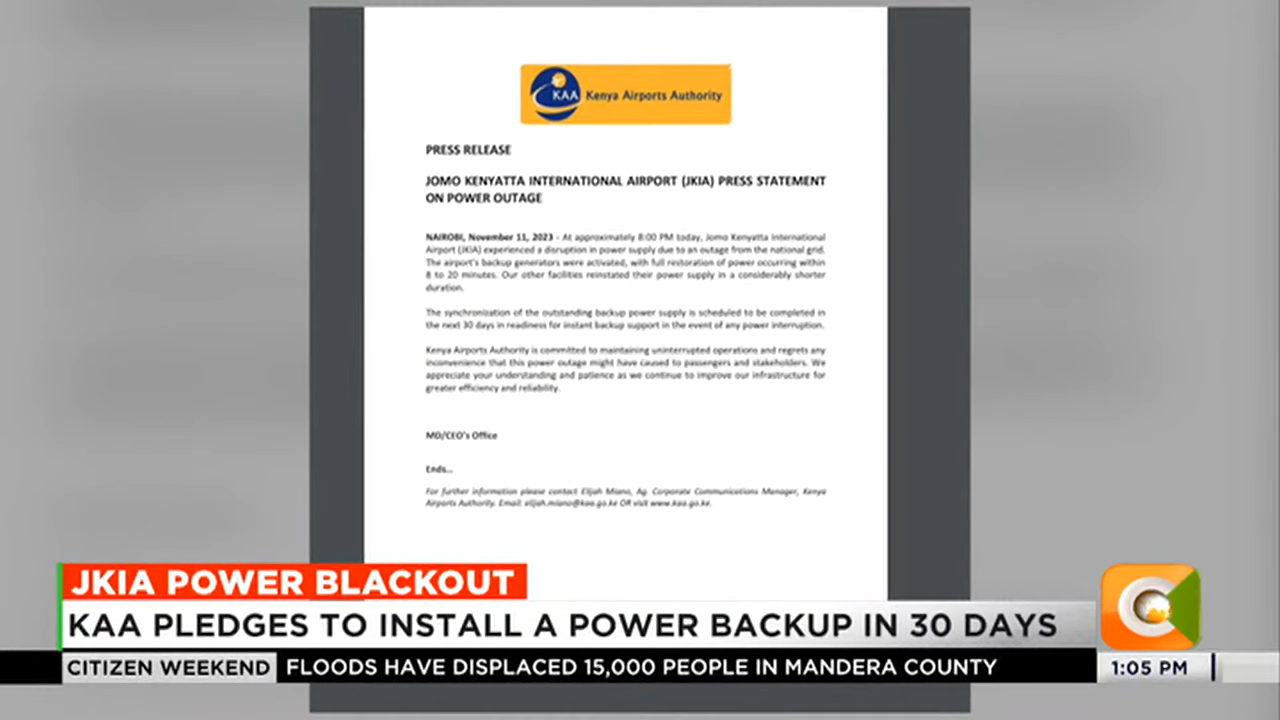 KAA Kenya Airports Authority
PRESS RELEASE
JOMO KENYATTA INTERNATIONAL AIRPORT (JKIA) PRESS STATEMENT
ON POWER OUTAGE
NAIROBI, November 11, 2023 - At approximately 8:00 PM today, Jomo Kenyatta International
Airport (JKIA) experienced a disruption in power supply due to an outage from the national grid.
The airport's backup generators were activated, with full restoration of power occurring within
8 to 20 minutes. Our other facilities reinstated their power supply in a considerably shorter
duration.
The synchronization of the outstanding backup power supply is scheduled to be completed in
the next 30 days in readiness for instant backup support in the event of any power interruption.
Kenya Airports Authority is committed to maintaining uninterrupted operations and regrets any
inconvenience that this power outage might have caused to passengers and stakeholders. We
appreciate your understanding and patience as we continue to improve our infrastructure for
greater efficiency and reliability.
MD/CEO's Office
Ends...
For further information please contact Elijah Miano, Ag. Corporate Communications Manager, Kenya
Airports Authority. Email: elijah.miano@kaa.go.ke OR visit www.kaa.go.ke.
JKIA POWER BLACKOUT
KAA PLEDGES TO INSTALL A POWER BACKUP IN 30 DAYS
CITIZEN WEEKEND FLOODS HAVE DISPLACED 15,000 PEOPLE IN MANDERA COUNTY 1:05 PM